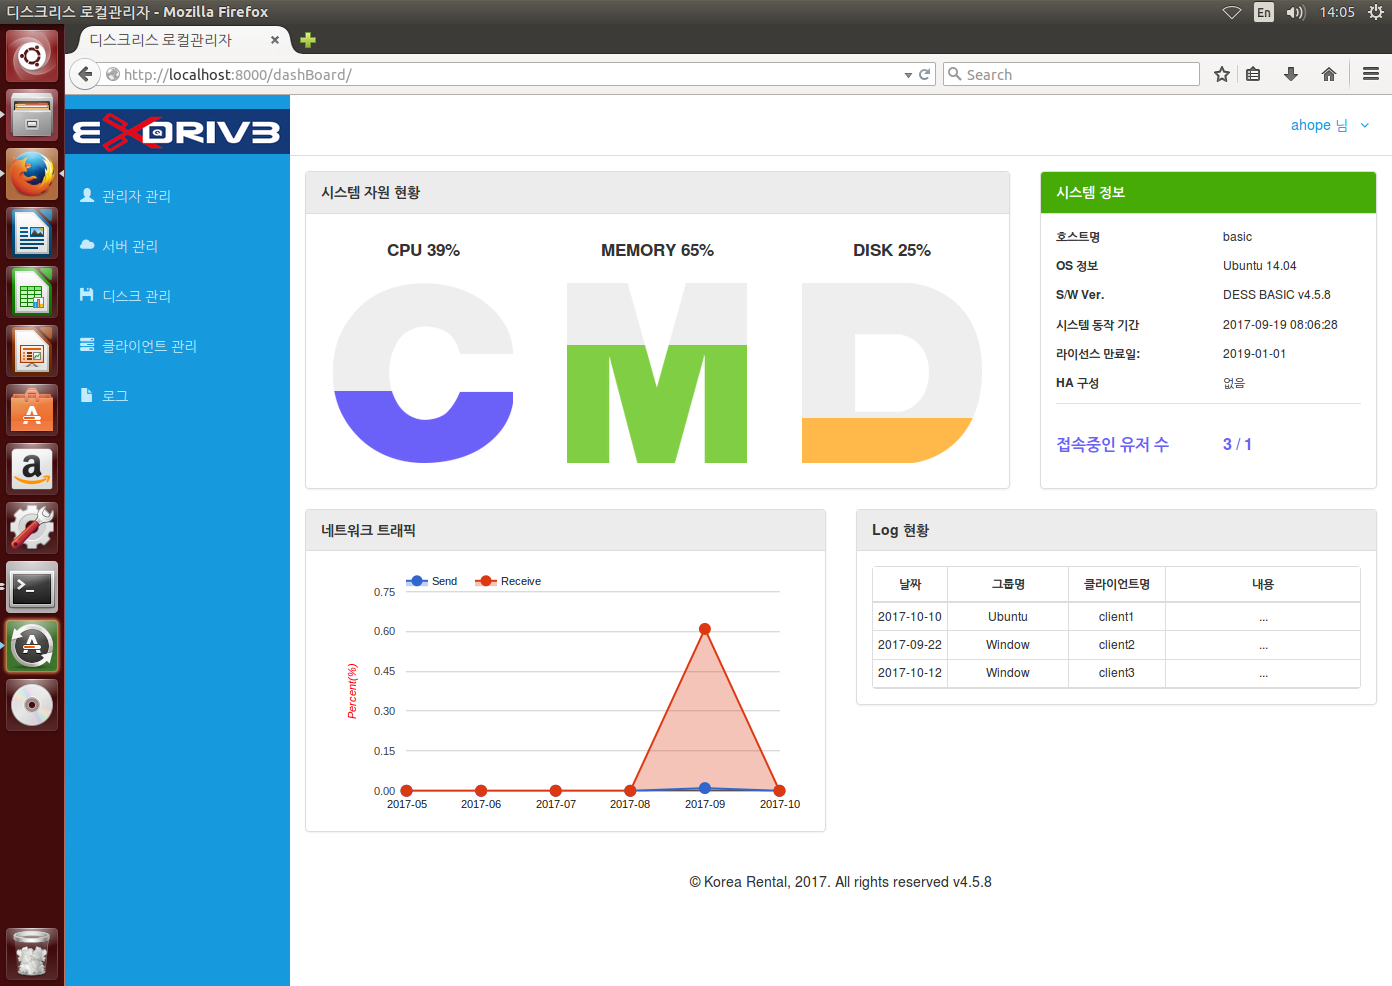 디스크리스 로컬관리자 - Mozilla Firefox
En
14:05
디스크리스 로컬관리자
http://localhost:8000/dashBoard/
Search
EXDRIV3
ahope 님
관리자 관리
서버 관리
디스크 관리
클라이언트 관리
로그
시스템 자원 현황
CPU 39%
MEMORY 65%
DISK 25%
C M D
시스템 정보
호스트명 basic
OS 정보 Ubuntu 14.04
S/W Ver. DESS BASIC v4.5.8
시스템 동작 기간 2017-09-19 08:06:28
라이선스 만료일: 2019-01-01
HA 구성 없음
접속중인 유저 수 3 / 1
네트워크 트래픽
Send Receive
0.75
0.60
0.45
0.30
0.15
0.00
Percent(%)
2017-05 2017-06 2017-07 2017-08 2017-09 2017-10
Log 현황
날짜 그룹명 클라이언트명 내용
2017-10-10 Ubuntu client1 ...
2017-09-22 Window client2 ...
2017-10-12 Window client3 ...
© Korea Rental, 2017. All rights reserved v4.5.8